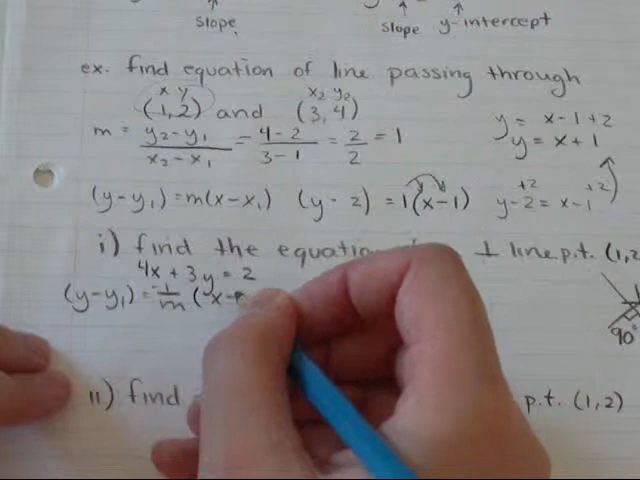 slope
slope y-intercept
ex. find equation of line passing through
x y x2 y2
(1,2) and (3,4)
m = y2-y1 / x2-x1 = 4-2 / 3-1 = 2/2 = 1
y = x-1+2
y = x+1
(y-y1)=m(x-x1) (y-2) = 1(x-1) y-2+2 = x-1+2
i) find the equation ⊥ line p.t. (1,2
4x + 3y = 2
(y-y1) = -1/m (x-
90°
ii) find p.t. (1,2)